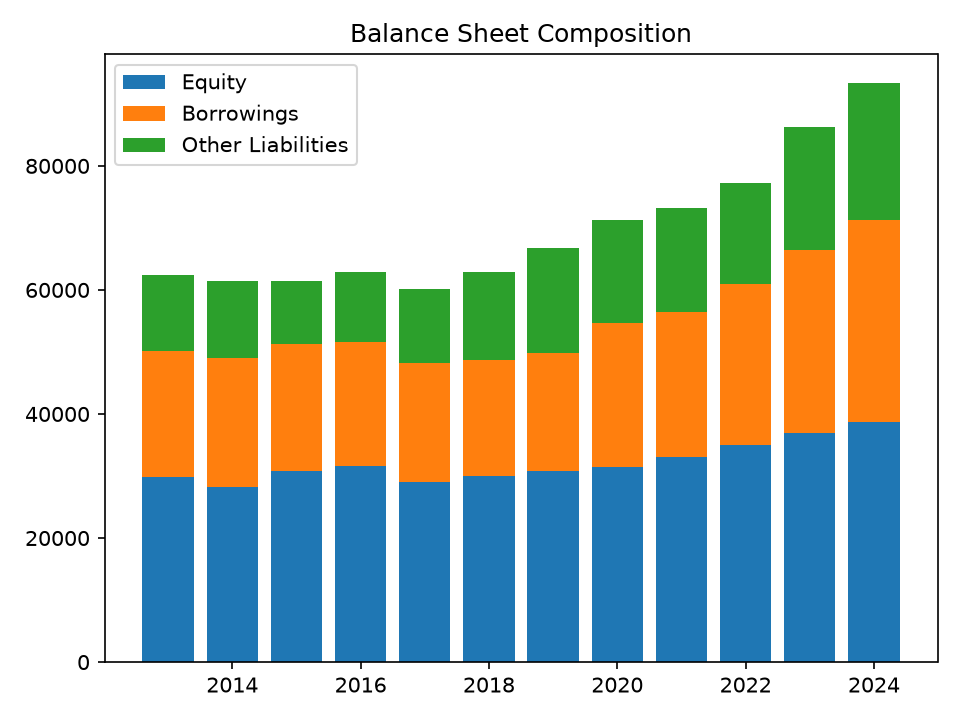 Balance Sheet Composition
Equity
Borrowings
Other Liabilities
80000
60000
40000
20000
0
2014 2016 2018 2020 2022 2024